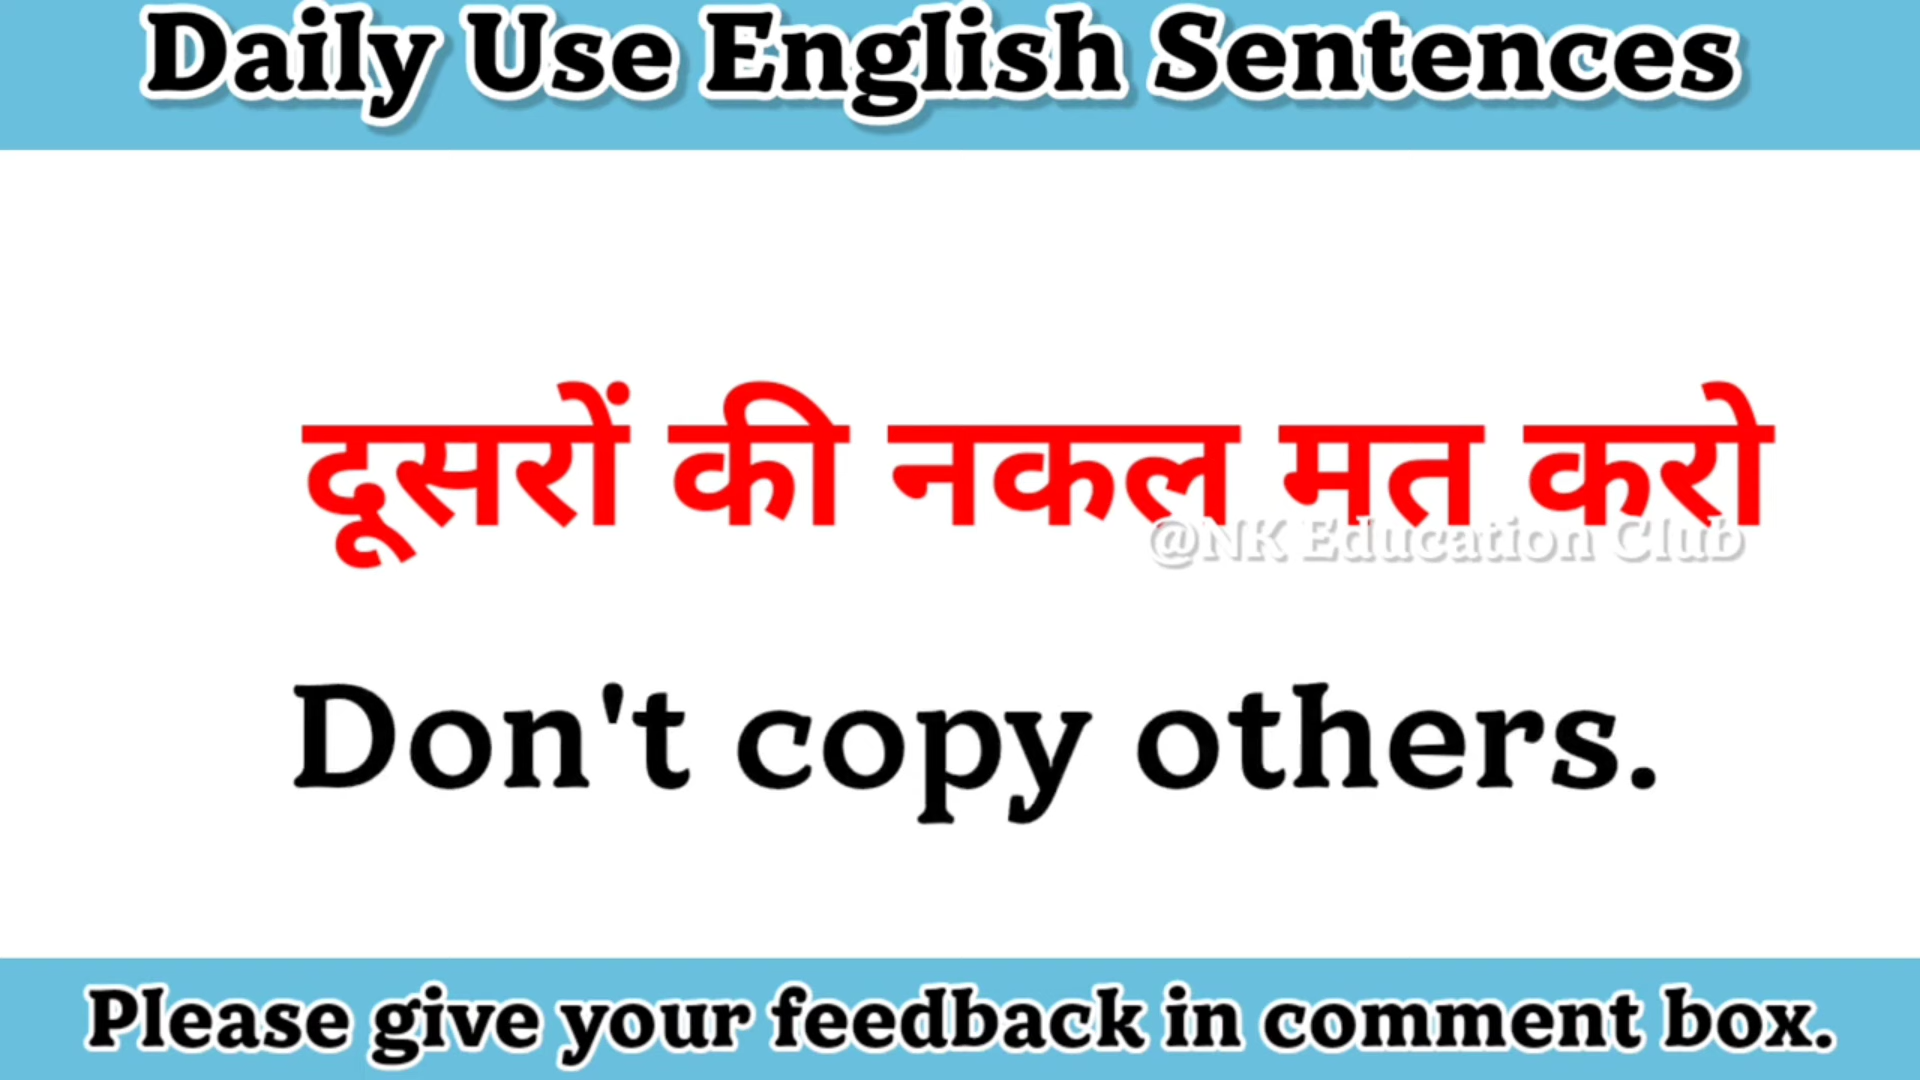 Daily Use English Sentences
दूसरों की नकल मत करो
@NK Education Club
Don't copy others.
Please give your feedback in comment box.